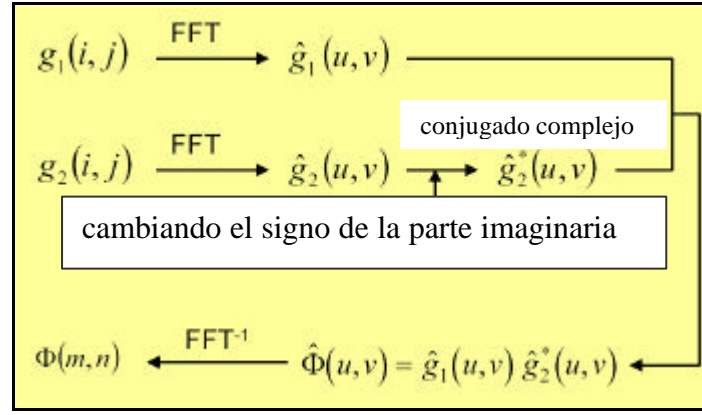 FFT
g₁(i, j) ĝ₁(u, v)
conjugado complejo
FFT
g₂(i, j) ĝ₂(u, v) ĝ₂*(u, v)
cambiando el signo de la parte imaginaria
FFT⁻¹
Φ(m, n) Φ̂(u, v) = ĝ₁(u, v) ĝ₂*(u, v)